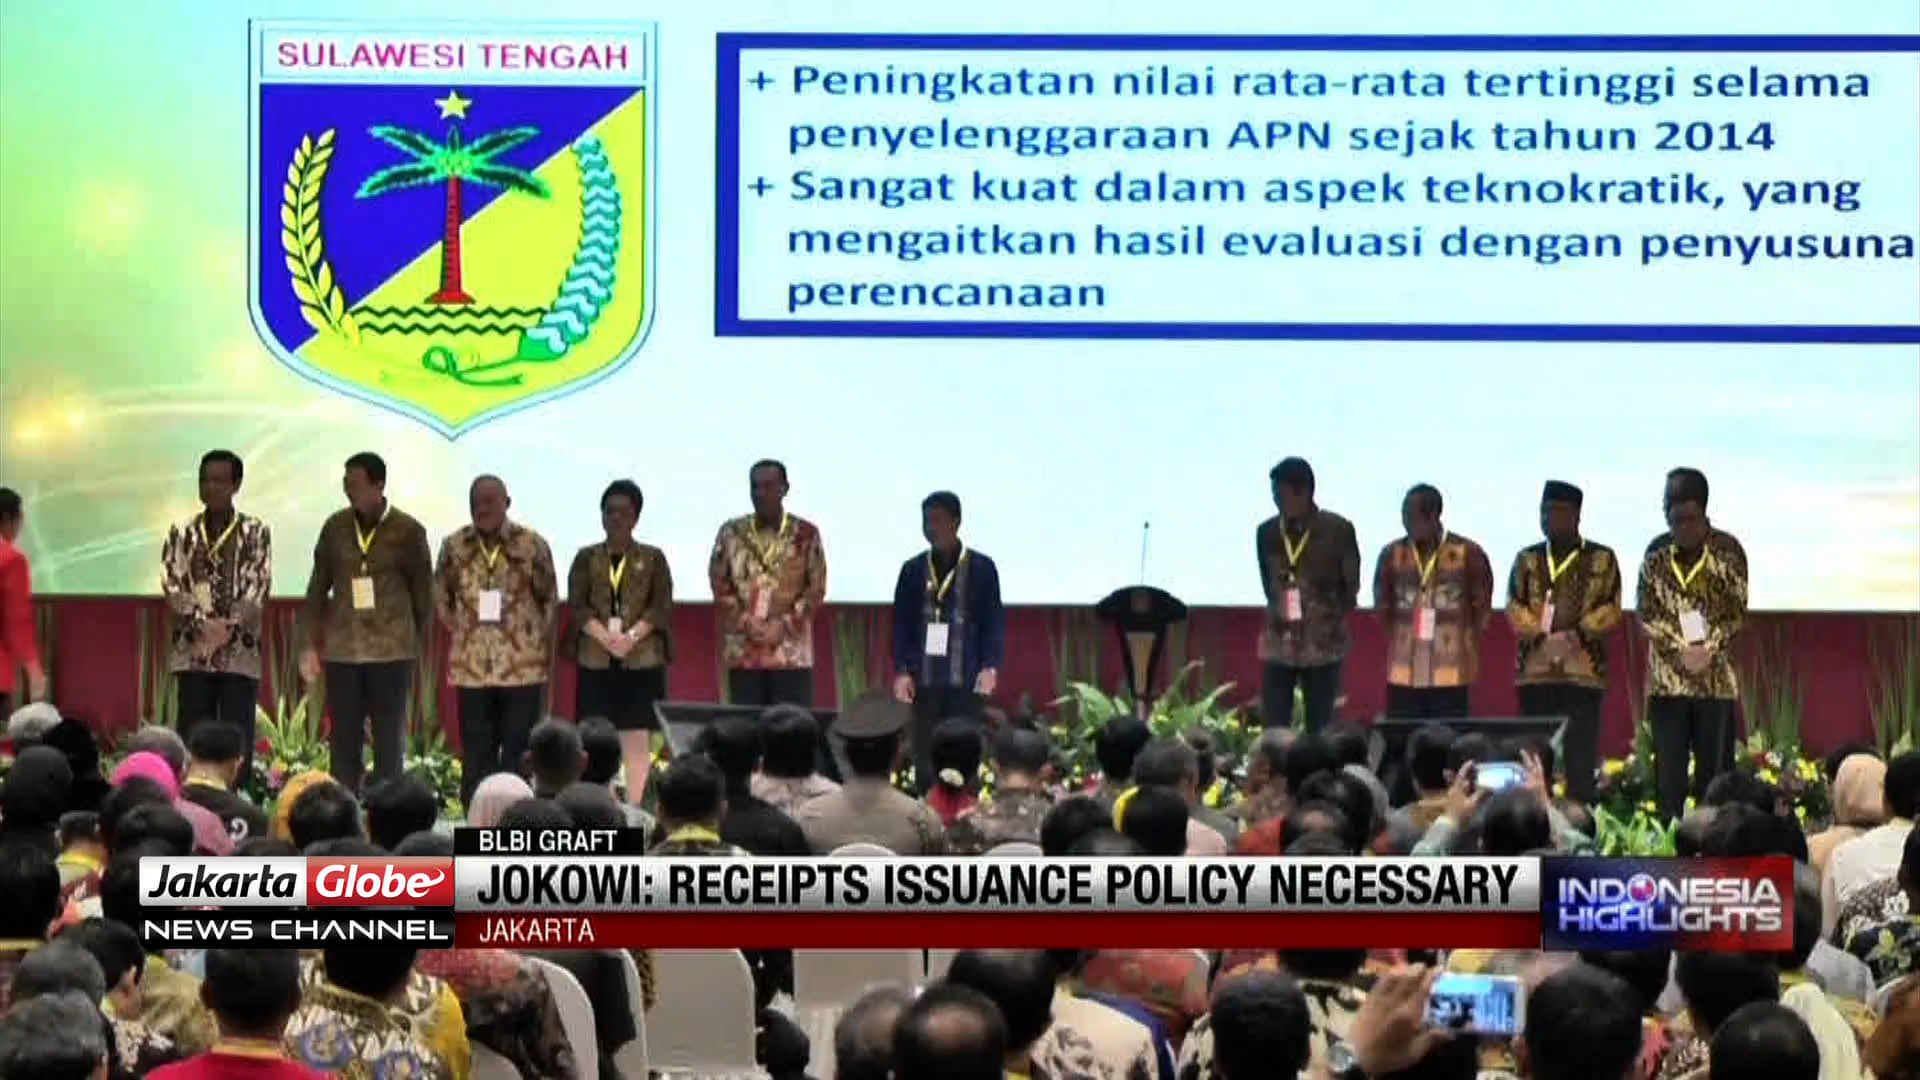 SULAWESI TENGAH
+ Peningkatan nilai rata-rata tertinggi selama
penyelenggaraan APN sejak tahun 2014
+ Sangat kuat dalam aspek teknokratik, yang
mengaitkan hasil evaluasi dengan penyusuna
perencanaan
BLBI GRAFT
Jakarta Globe
NEWS CHANNEL
JOKOWI: RECEIPTS ISSUANCE POLICY NECESSARY
JAKARTA
INDONESIA
HIGHLIGHTS